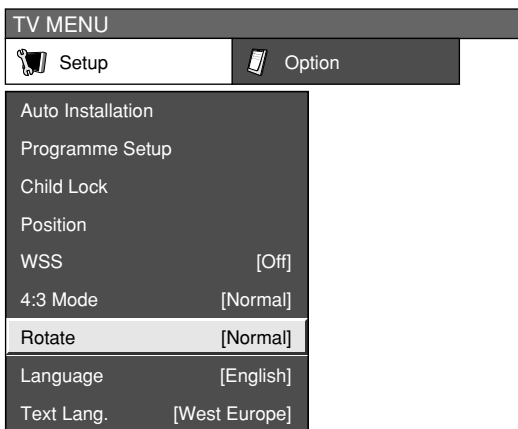 TV MENU
Setup
Option
Auto Installation
Programme Setup
Child Lock
Position
WSS [Off]
4:3 Mode [Normal]
Rotate [Normal]
Language [English]
Text Lang. [West Europe]